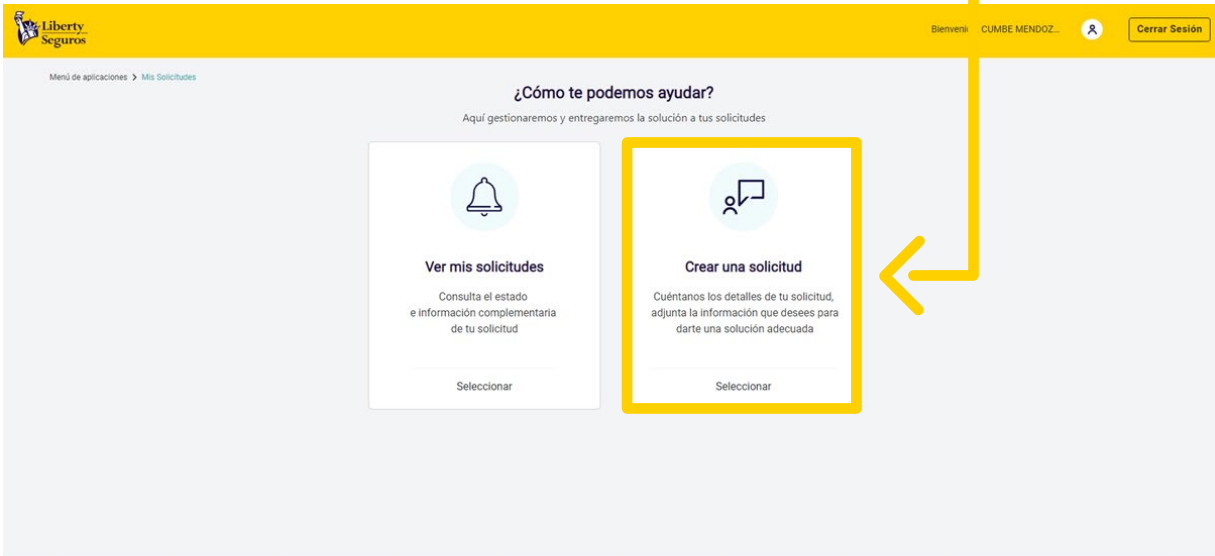 Liberty
Seguros
Bienveni CUMBE MENDOZ...
Cerrar Sesión
Menú de aplicaciones > Mis Solicitudes
¿Cómo te podemos ayudar?
Aquí gestionaremos y entregaremos la solución a tus solicitudes
Ver mis solicitudes
Consulta el estado
e información complementaria
de tu solicitud
Seleccionar
Crear una solicitud
Cuéntanos los detalles de tu solicitud,
adjunta la información que desees para
darte una solución adecuada
Seleccionar